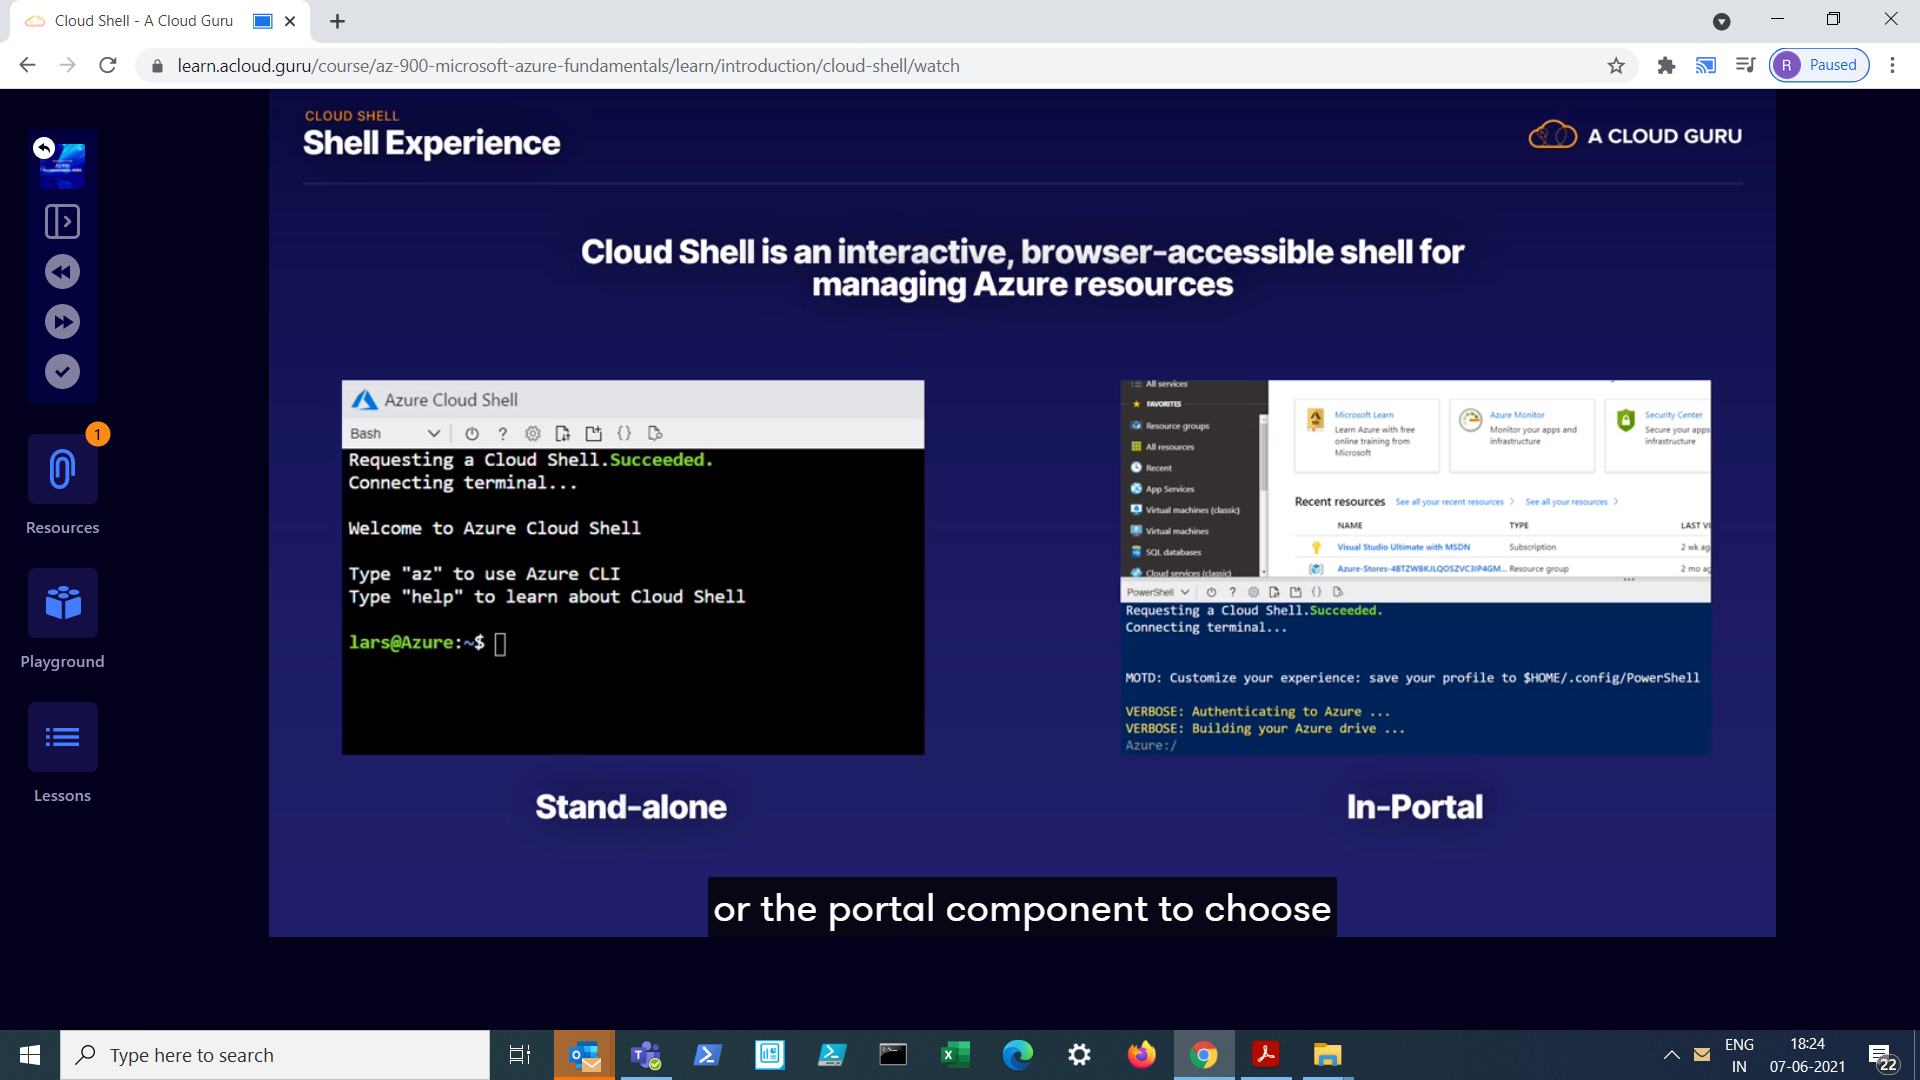 Cloud Shell - A Cloud Guru
learn.acloud.guru/course/az-900-microsoft-azure-fundamentals/learn/introduction/cloud-shell/watch
R Paused
CLOUD SHELL
Shell Experience
A CLOUD GURU
Cloud Shell is an interactive, browser-accessible shell for
managing Azure resources
1
Resources
Playground
Lessons
Azure Cloud Shell
Bash
Requesting a Cloud Shell.Succeeded.
Connecting terminal...
Welcome to Azure Cloud Shell
Type "az" to use Azure CLI
Type "help" to learn about Cloud Shell
lars@Azure:~$
Stand-alone
All services
FAVORITES
Resource groups
All resources
Recent
App Services
Virtual machines (classic)
Virtual machines
SQL databases
Cloud services (classic)
Microsoft Learn
Learn Azure with free
online training from
Microsoft
Azure Monitor
Monitor your apps and
infrastructure
Security Center
Secure your apps
infrastructure
Recent resources See all your recent resources > See all your resources >
NAME TYPE LAST VI
Visual Studio Ultimate with MSDN Subscription 2 wk ag
Resource group 2 mo ag
PowerShell
Requesting a Cloud Shell.Succeeded.
Connecting terminal...
MOTD: Customize your experience: save your profile to $HOME/.config/PowerShell
VERBOSE: Authenticating to Azure ...
VERBOSE: Building your Azure drive ...
Azure:/
In-Portal
or the portal component to choose
Type here to search
ENG
IN
18:24
07-06-2021
22